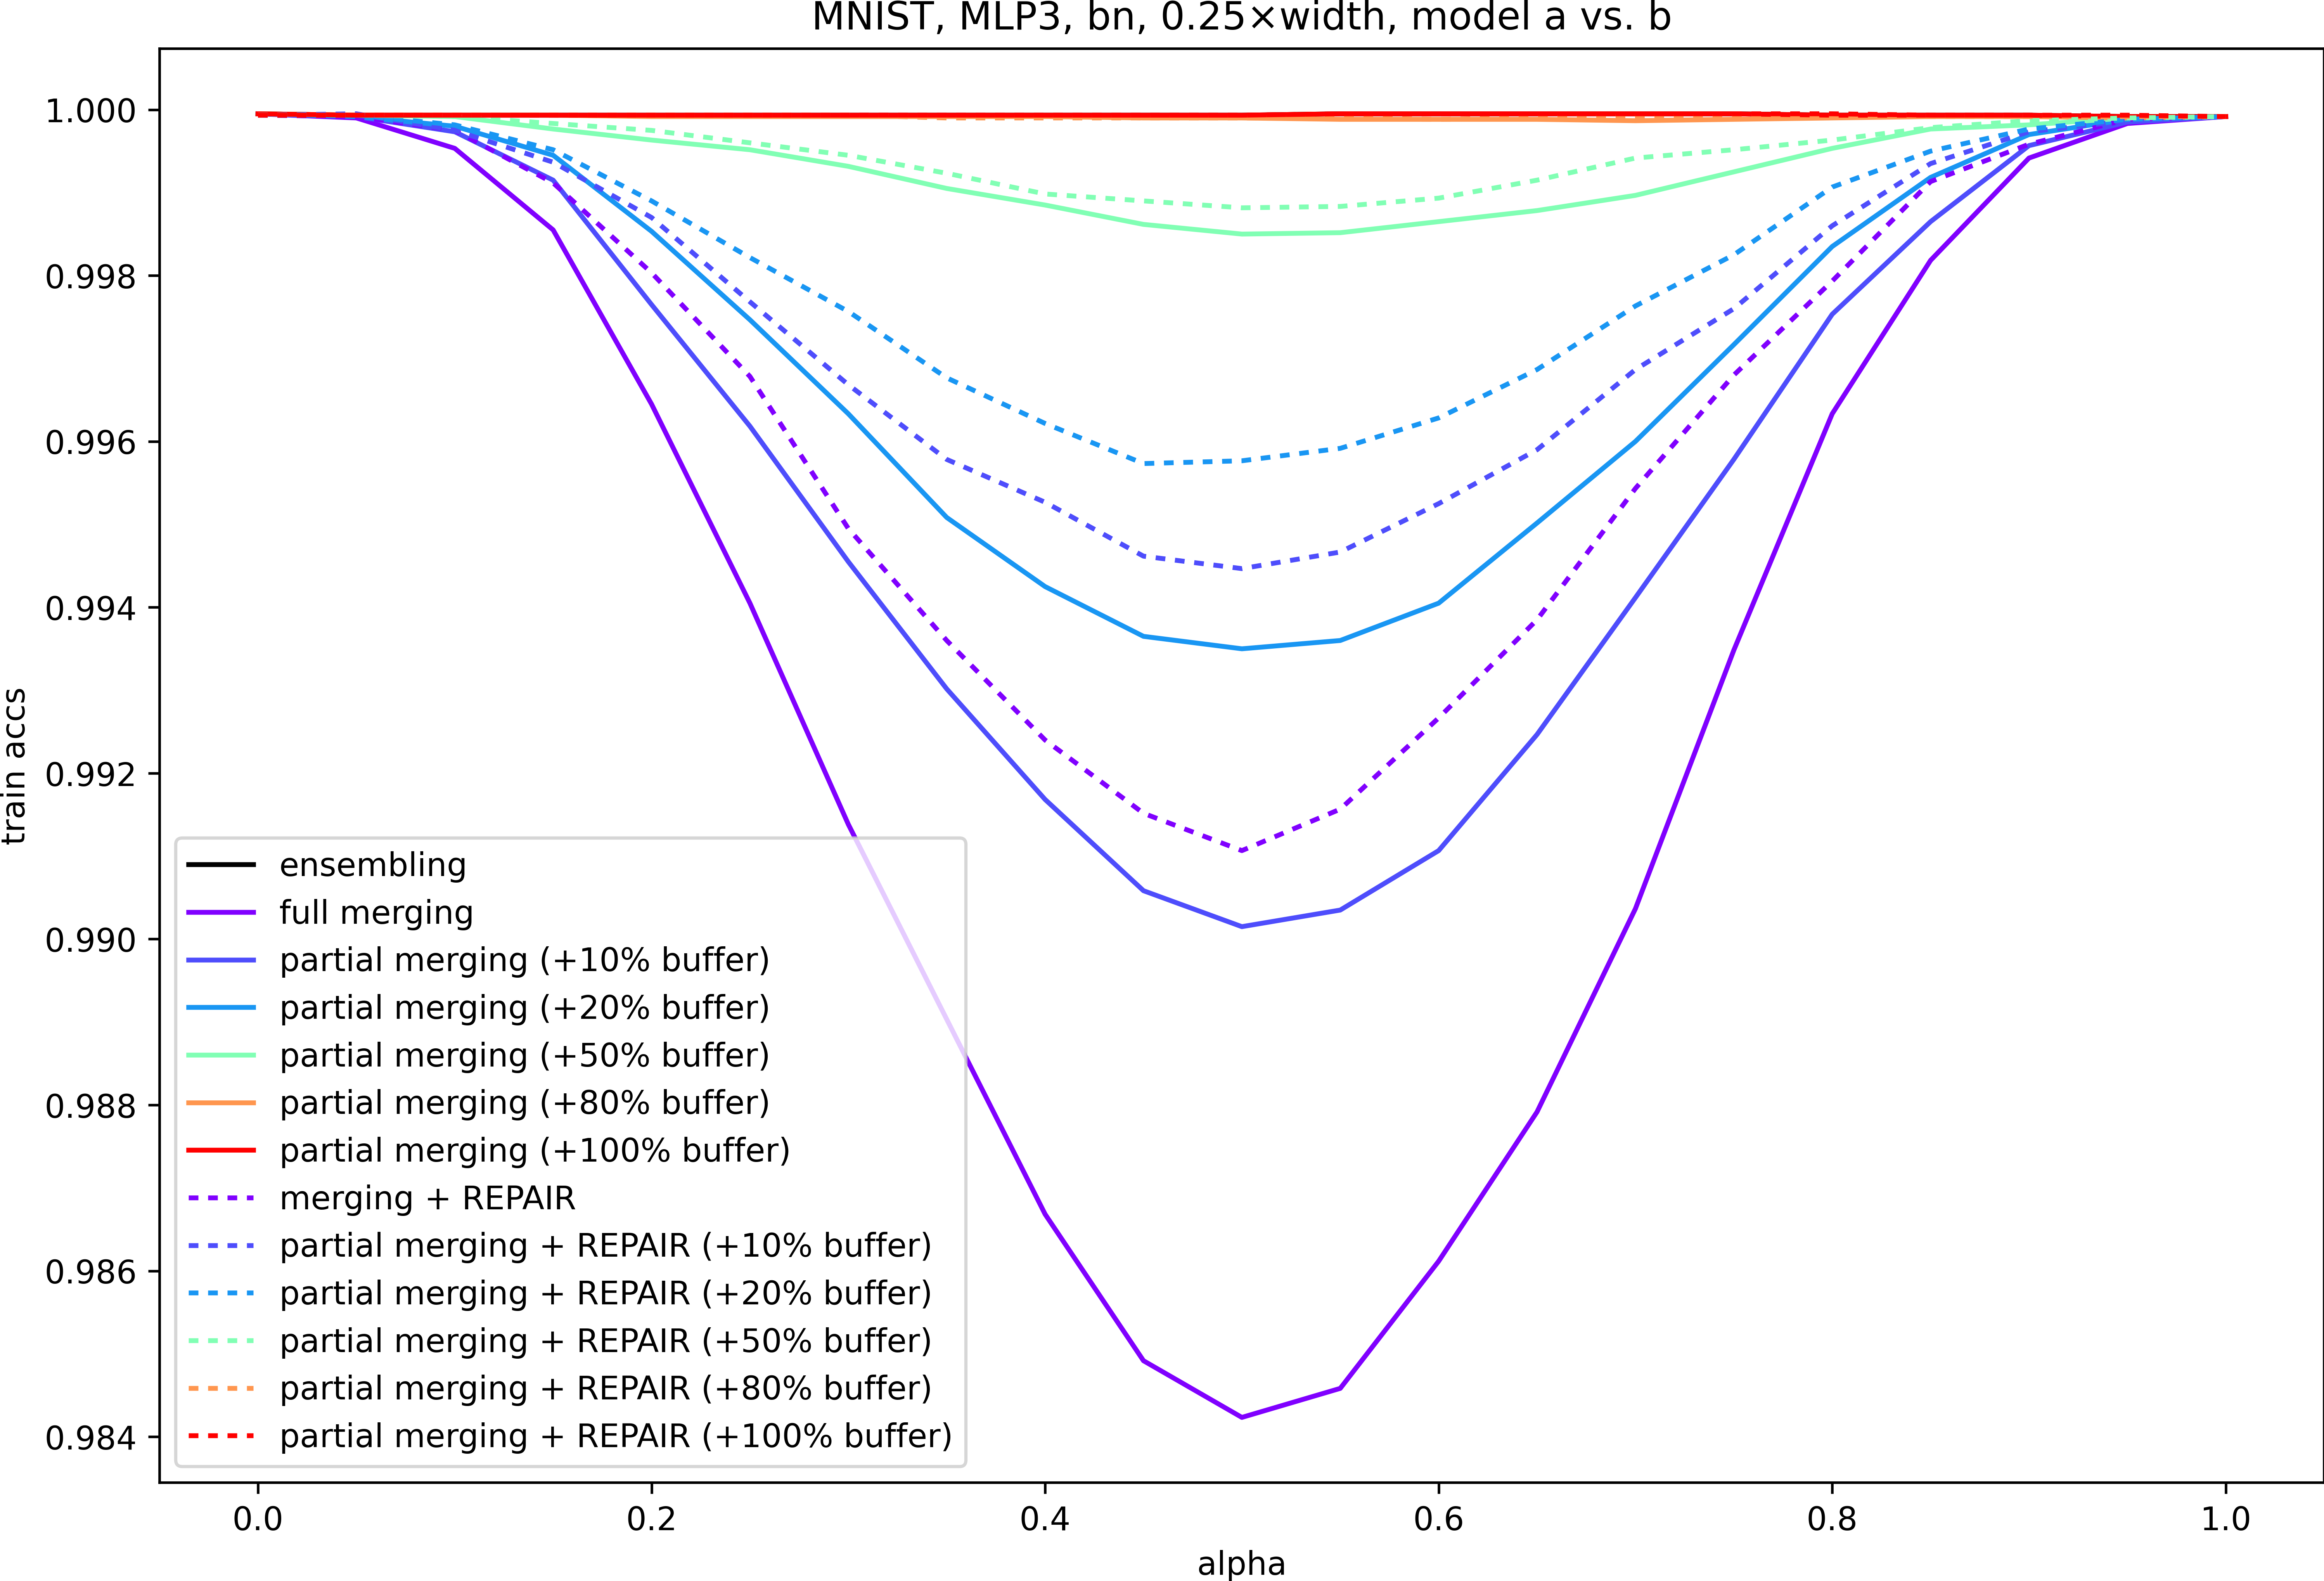 MNIST, MLP3, bn, 0.25×width, model a vs. b
train accs
1.000
0.998
0.996
0.994
0.992
0.990
0.988
0.986
0.984
ensembling
full merging
partial merging (+10% buffer)
partial merging (+20% buffer)
partial merging (+50% buffer)
partial merging (+80% buffer)
partial merging (+100% buffer)
merging + REPAIR
partial merging + REPAIR (+10% buffer)
partial merging + REPAIR (+20% buffer)
partial merging + REPAIR (+50% buffer)
partial merging + REPAIR (+80% buffer)
partial merging + REPAIR (+100% buffer)
0.0 0.2 0.4 0.6 0.8 1.0
alpha